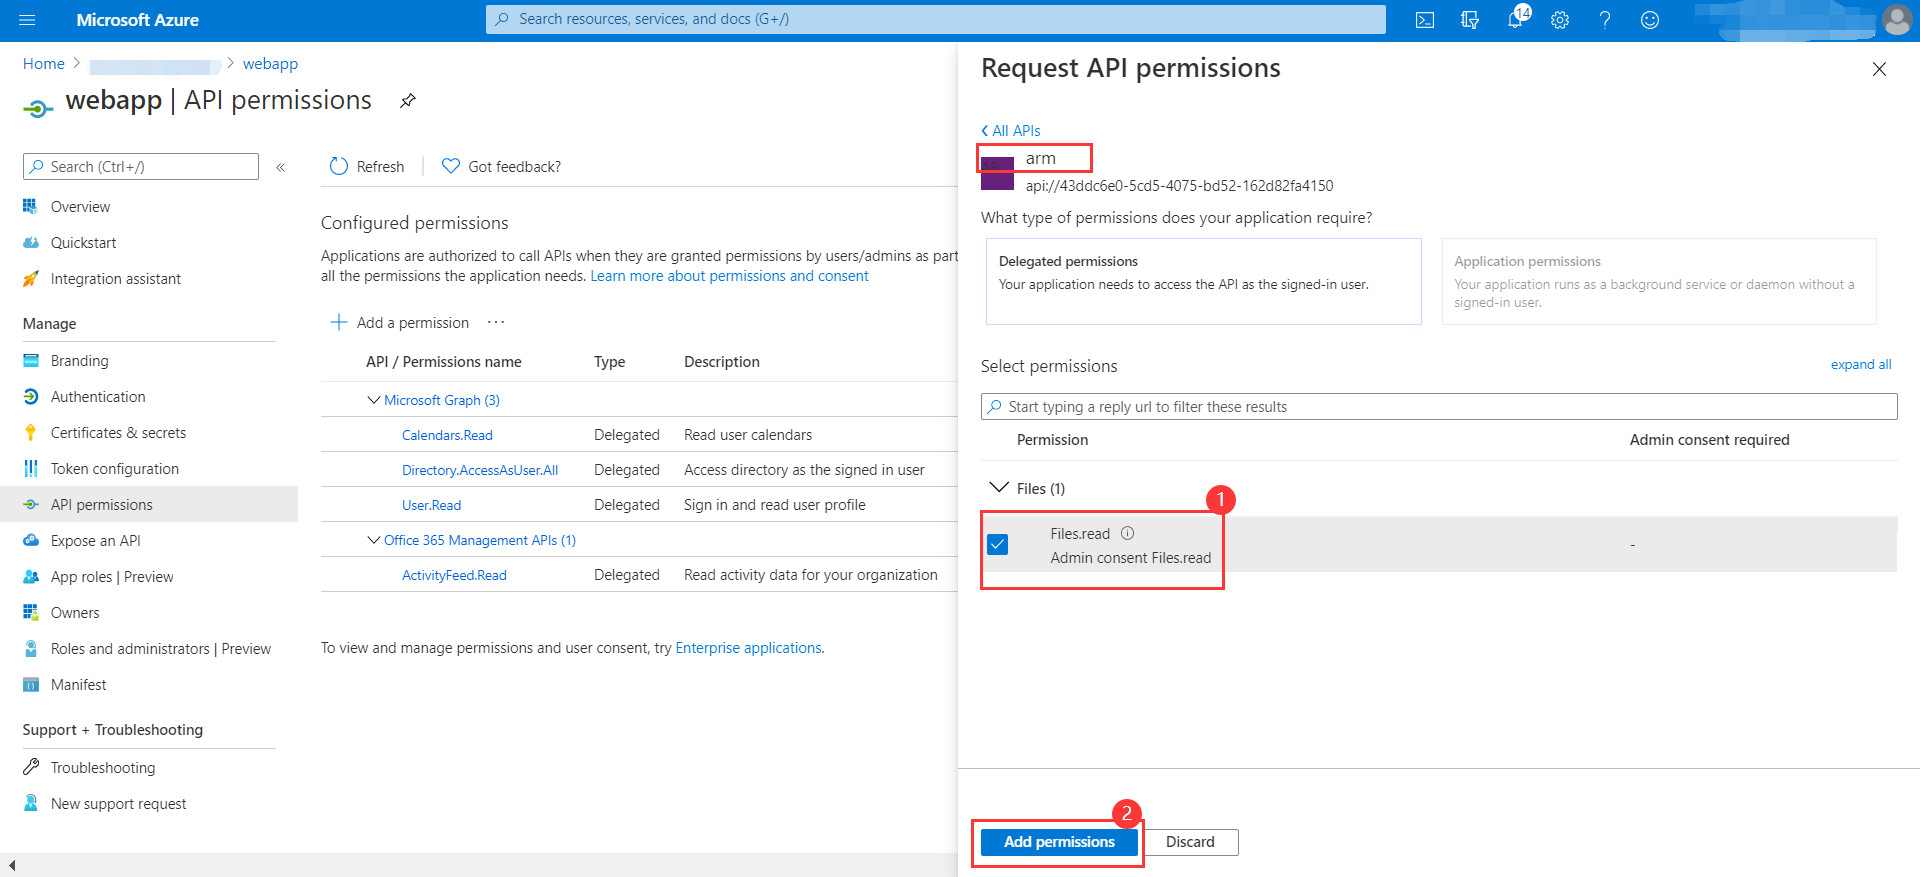 Microsoft Azure
Search resources, services, and docs (G+/)
14
Home > webapp
webapp | API permissions
Search (Ctrl+/)
Overview
Quickstart
Integration assistant
Manage
Branding
Authentication
Certificates & secrets
Token configuration
API permissions
Expose an API
App roles | Preview
Owners
Roles and administrators | Preview
Manifest
Support + Troubleshooting
Troubleshooting
New support request
Refresh
Got feedback?
Configured permissions
Applications are authorized to call APIs when they are granted permissions by users/admins as part
all the permissions the application needs. Learn more about permissions and consent
Add a permission ···
API / Permissions name Type Description
Microsoft Graph (3)
Calendars.Read Delegated Read user calendars
Directory.AccessAsUser.All Delegated Access directory as the signed in user
User.Read Delegated Sign in and read user profile
Office 365 Management APIs (1)
ActivityFeed.Read Delegated Read activity data for your organization
To view and manage permissions and user consent, try Enterprise applications.
Request API permissions
All APIs
arm
api://43ddc6e0-5cd5-4075-bd52-162d82fa4150
What type of permissions does your application require?
Delegated permissions
Your application needs to access the API as the signed-in user.
Application permissions
Your application runs as a background service or daemon without a
signed-in user.
Select permissions
expand all
Start typing a reply url to filter these results
Permission Admin consent required
Files (1)
1
Files.read
Admin consent Files.read
-
2
Add permissions
Discard